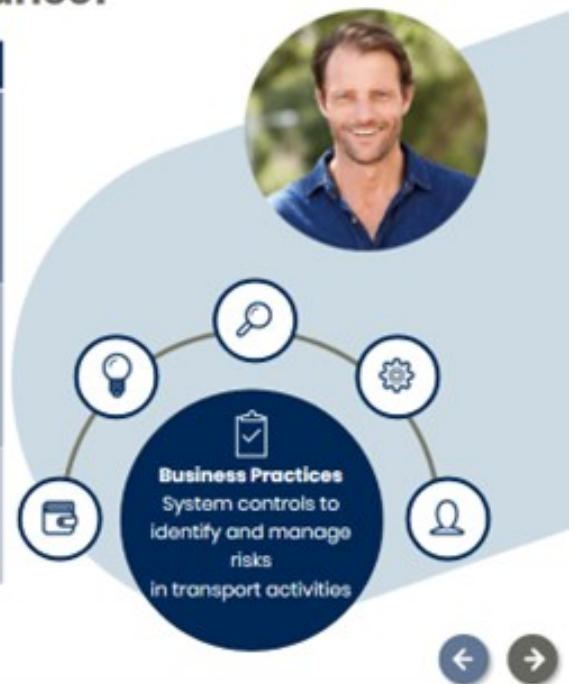 Business Practices
System controls to
identify and manage
risks
in transport activities